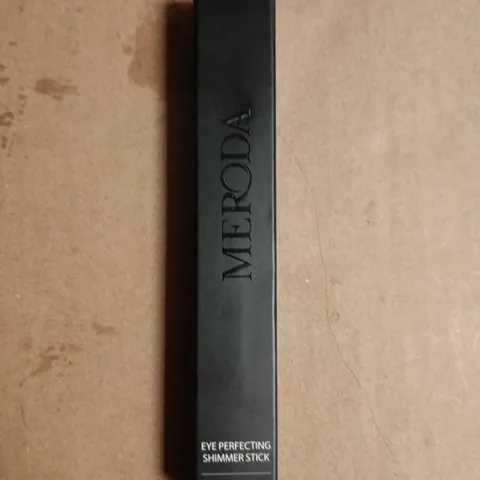 MERODA
EYE PERFECTING
SHIMMER STICK